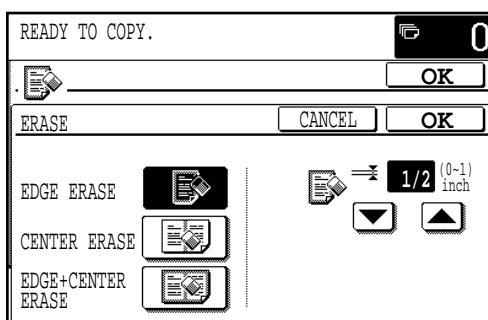 READY TO COPY.
0
OK
ERASE
CANCEL
OK
EDGE ERASE
1/2
(0~1)
inch
CENTER ERASE
EDGE+CENTER
ERASE